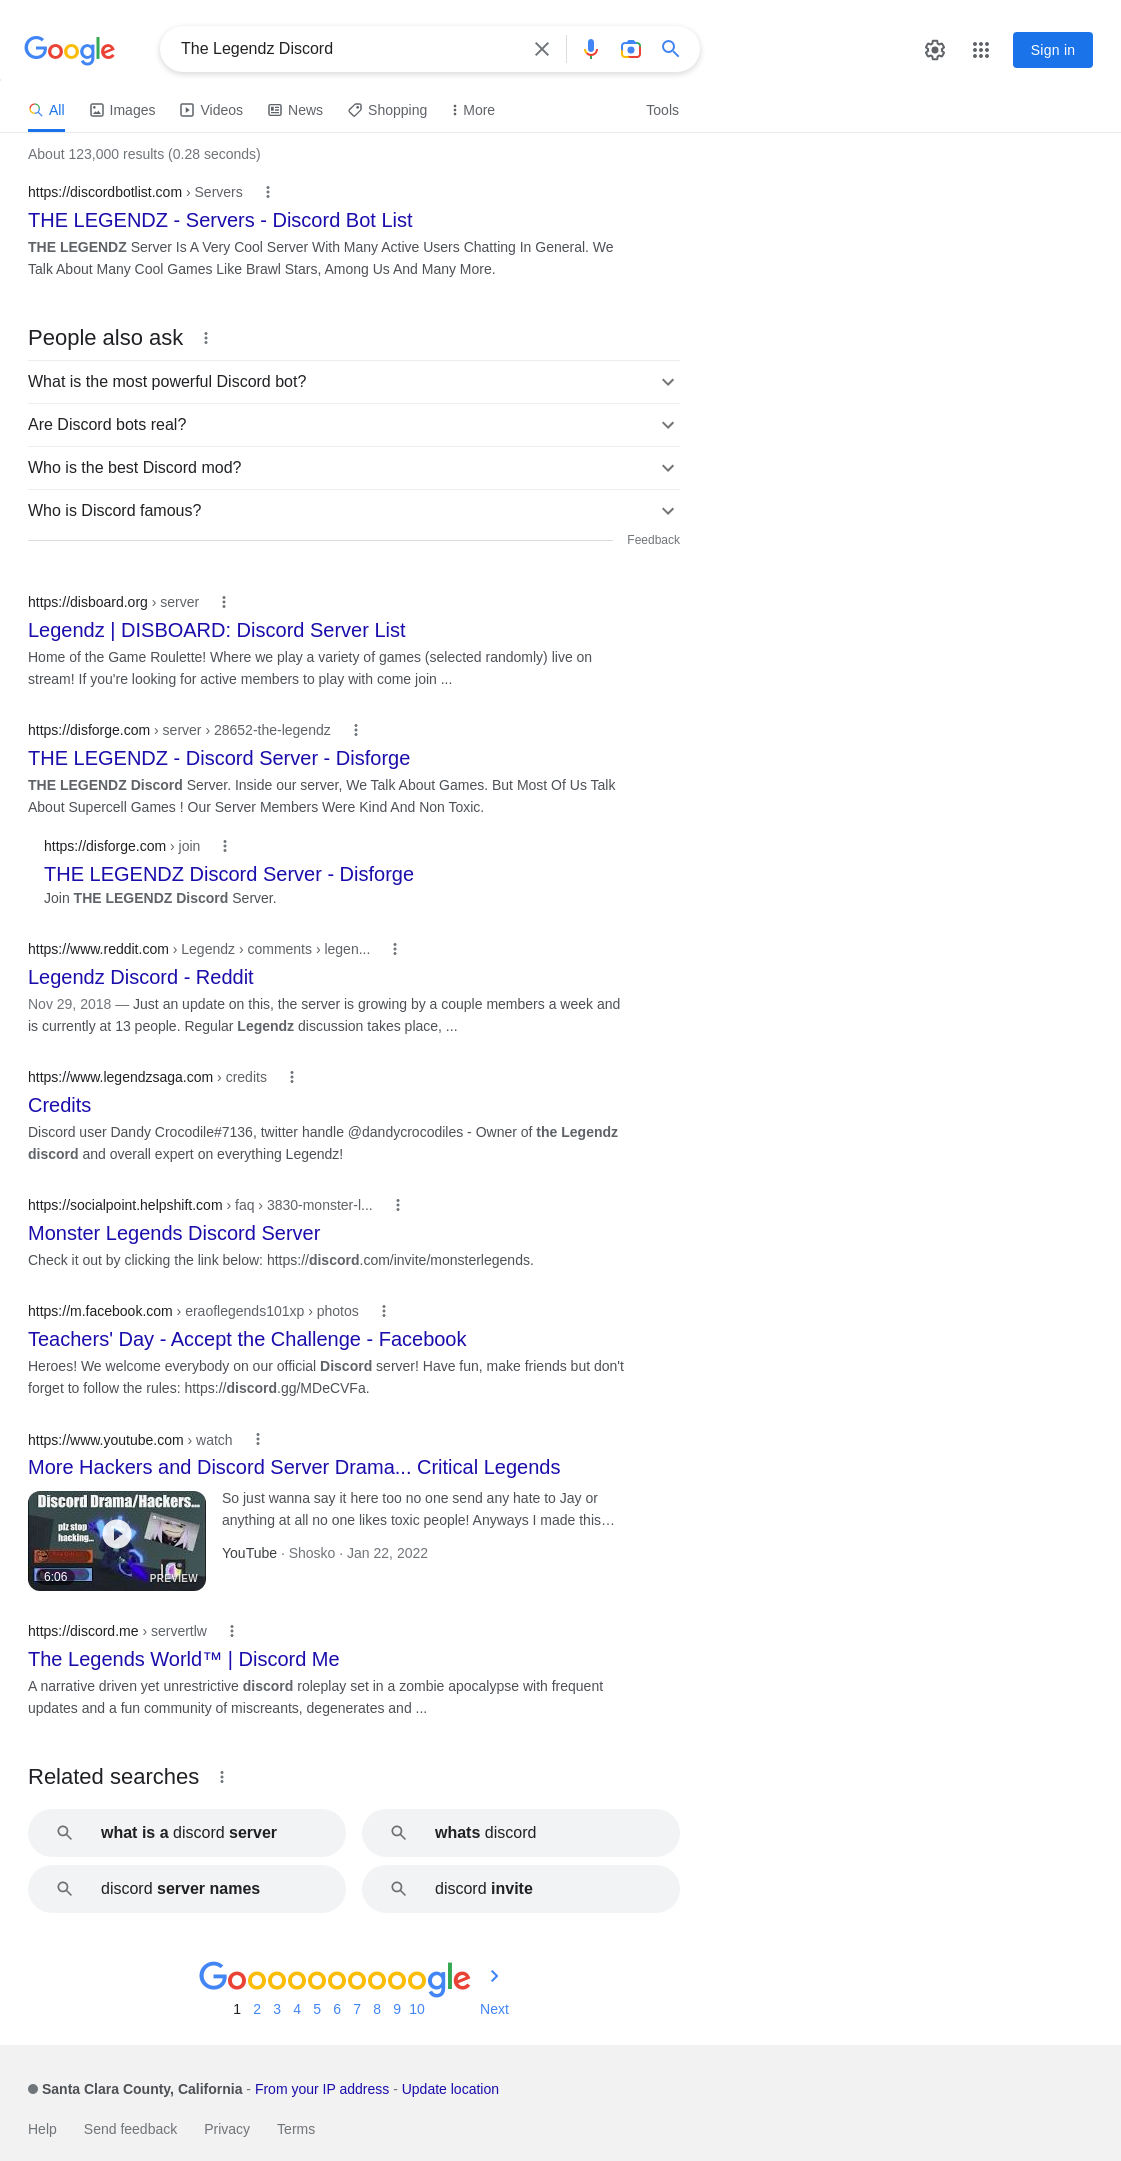 Google
The Legendz Discord
Sign in
All Images Videos News Shopping More Tools
About 123,000 results (0.28 seconds)
https://discordbotlist.com › Servers
THE LEGENDZ - Servers - Discord Bot List
THE LEGENDZ Server Is A Very Cool Server With Many Active Users Chatting In General. We
Talk About Many Cool Games Like Brawl Stars, Among Us And Many More.
People also ask
What is the most powerful Discord bot?
Are Discord bots real?
Who is the best Discord mod?
Who is Discord famous?
Feedback
https://disboard.org › server
Legendz | DISBOARD: Discord Server List
Home of the Game Roulette! Where we play a variety of games (selected randomly) live on
stream! If you're looking for active members to play with come join ...
https://disforge.com › server › 28652-the-legendz
THE LEGENDZ - Discord Server - Disforge
THE LEGENDZ Discord Server. Inside our server, We Talk About Games. But Most Of Us Talk
About Supercell Games ! Our Server Members Were Kind And Non Toxic.
https://disforge.com › join
THE LEGENDZ Discord Server - Disforge
Join THE LEGENDZ Discord Server.
https://www.reddit.com › Legendz › comments › legen...
Legendz Discord - Reddit
Nov 29, 2018 — Just an update on this, the server is growing by a couple members a week and
is currently at 13 people. Regular Legendz discussion takes place, ...
https://www.legendzsaga.com › credits
Credits
Discord user Dandy Crocodile#7136, twitter handle @dandycrocodiles - Owner of the Legendz
discord and overall expert on everything Legendz!
https://socialpoint.helpshift.com › faq › 3830-monster-l...
Monster Legends Discord Server
Check it out by clicking the link below: https://discord.com/invite/monsterlegends.
https://m.facebook.com › eraoflegends101xp › photos
Teachers' Day - Accept the Challenge - Facebook
Heroes! We welcome everybody on our official Discord server! Have fun, make friends but don't
forget to follow the rules: https://discord.gg/MDeCVFa.
https://www.youtube.com › watch
More Hackers and Discord Server Drama... Critical Legends
Discord Drama/Hackers...
plz stop
hacking...
6:06
PREVIEW
So just wanna say it here too no one send any hate to Jay or
anything at all no one likes toxic people! Anyways I made this…
YouTube · Shosko · Jan 22, 2022
https://discord.me › servertlw
The Legends World™ | Discord Me
A narrative driven yet unrestrictive discord roleplay set in a zombie apocalypse with frequent
updates and a fun community of miscreants, degenerates and ...
Related searches
what is a discord server
whats discord
discord server names
discord invite
Goooooooooogle
1 2 3 4 5 6 7 8 9 10 Next
Santa Clara County, California - From your IP address - Update location
Help Send feedback Privacy Terms